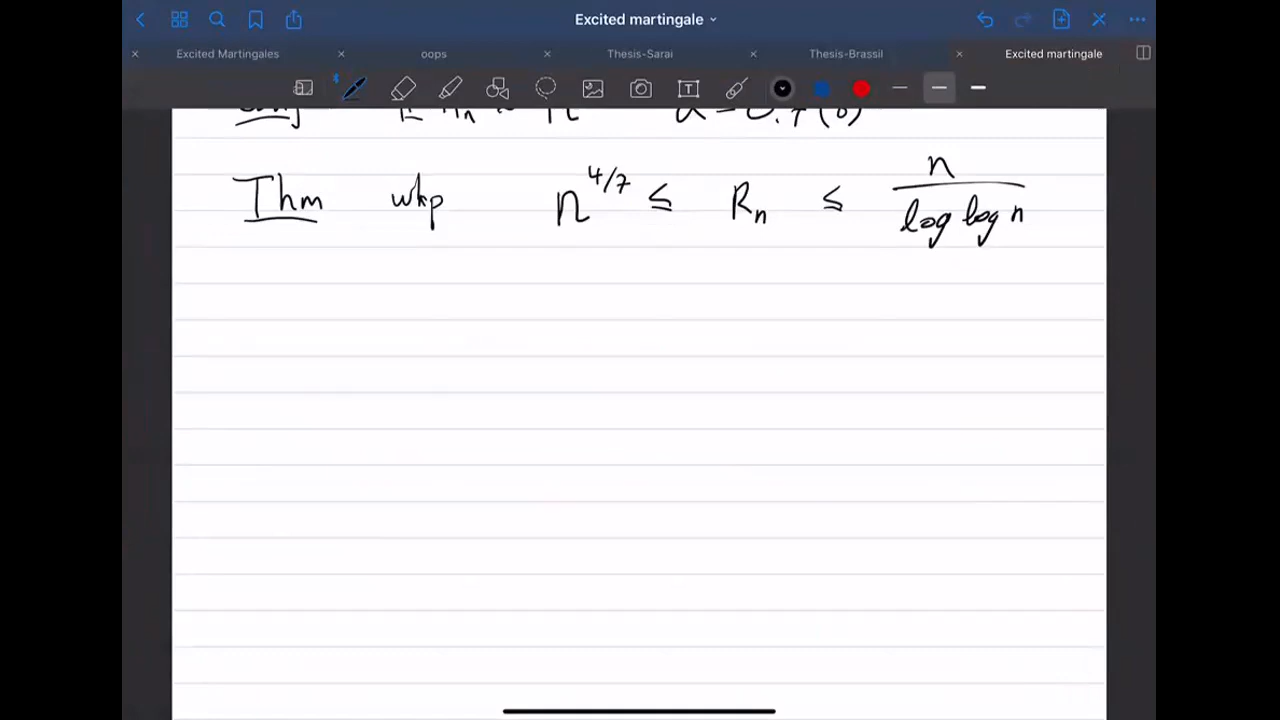 Excited martingale
Excited Martingales oops Thesis-Sarai Thesis-Brassil Excited martingale
Thm whp n^{4/7} ≤ R_n ≤ n / log log n